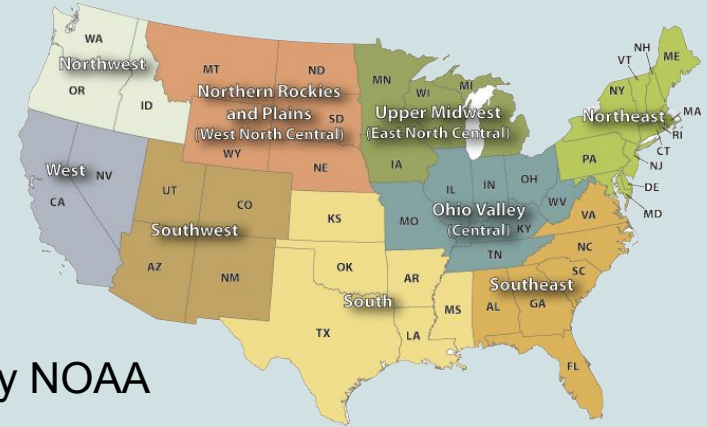 WA
Northwest
OR
ID
MT
ND
Northern Rockies
and Plains
(West North Central)
SD
WY
NE
MN
WI
MI
Upper Midwest
(East North Central)
IA
VT
NH
ME
NY
Northeast
MA
RI
CT
PA
NJ
DE
MD
West
NV
CA
UT
CO
Southwest
AZ
NM
IL
IN
OH
WV
MO
Ohio Valley
(Central)
KY
TN
VA
NC
SC
Southeast
AL
GA
FL
KS
OK
AR
South
MS
TX
LA
y NOAA